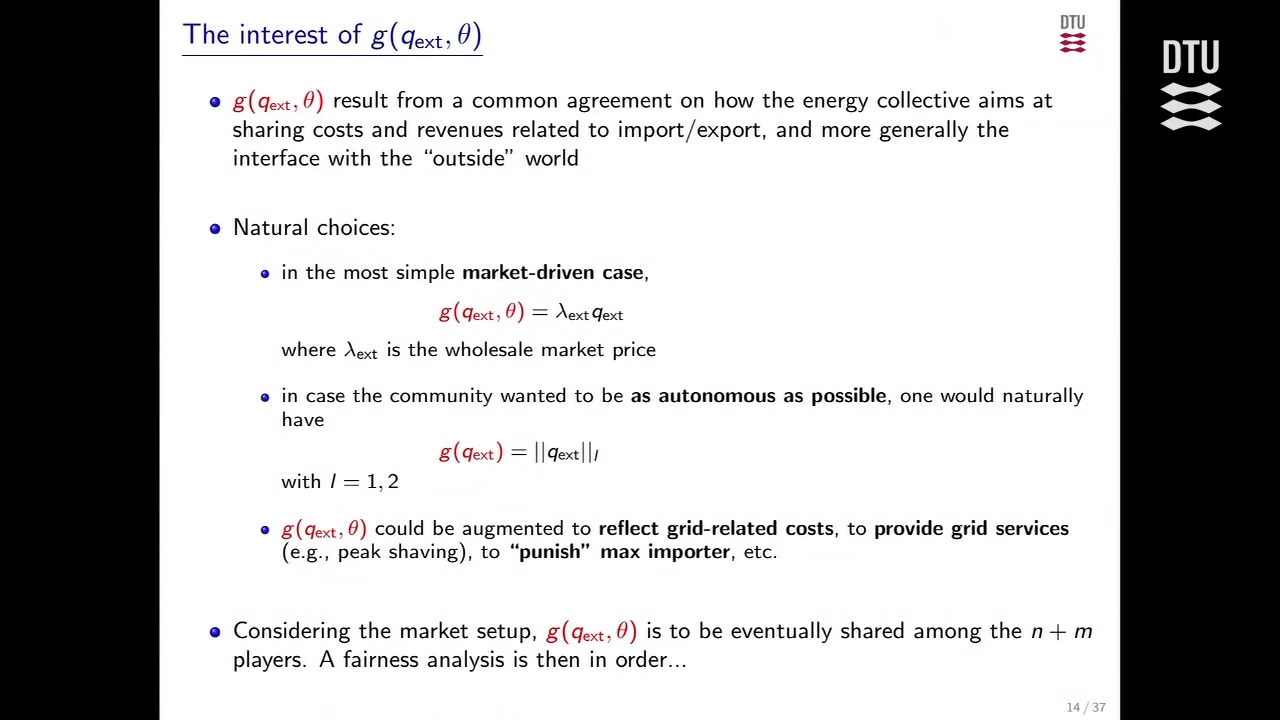 The interest of g(q_ext, θ)
DTU
DTU
g(q_ext, θ) result from a common agreement on how the energy collective aims at
sharing costs and revenues related to import/export, and more generally the
interface with the “outside” world
Natural choices:
in the most simple market-driven case,
g(q_ext, θ) = λ_ext q_ext
where λ_ext is the wholesale market price
in case the community wanted to be as autonomous as possible, one would naturally
have
g(q_ext) = ||q_ext||_l
with l = 1, 2
g(q_ext, θ) could be augmented to reflect grid-related costs, to provide grid services
(e.g., peak shaving), to “punish” max importer, etc.
Considering the market setup, g(q_ext, θ) is to be eventually shared among the n + m
players. A fairness analysis is then in order...
14 / 37